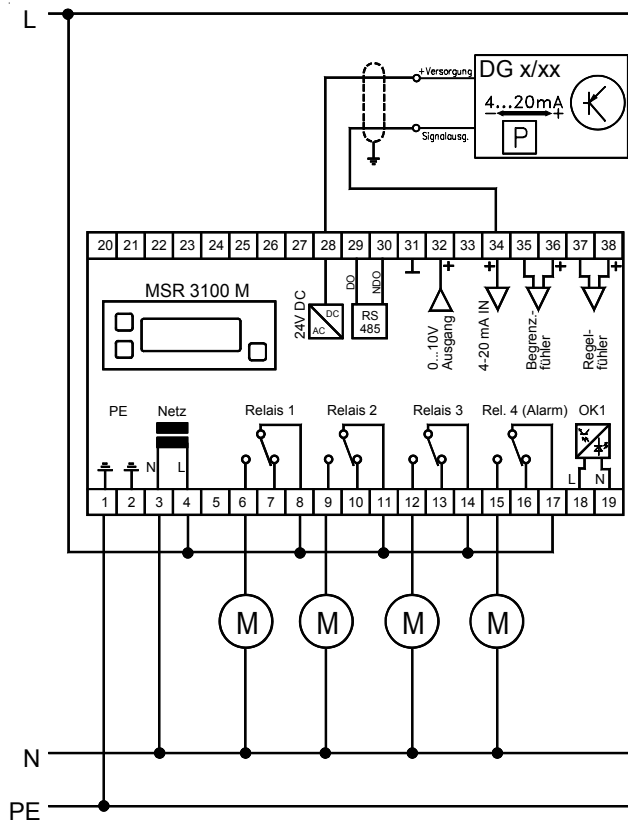 L
+Versorgung
DG x/xx
4...20mA
- +
P
Signalausg.
20 21 22 23 24 25 26 27 28 29 30 31 32 33 34 35 36 37 38
+ + + +
MSR 3100 M
24V DC
DC
AC
DO
NDO
RS
485
0...10V
Ausgang
4-20 mA IN
Begrenz.-
fühler
Regel-
fühler
PE
Netz
N L
Relais 1
Relais 2
Relais 3
Rel. 4 (Alarm)
OK1
L N
1 2 3 4 5 6 7 8 9 10 11 12 13 14 15 16 17 18 19
M M M M
N
PE